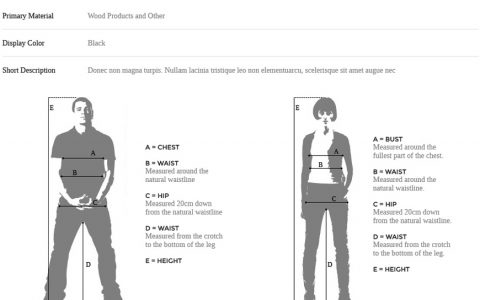 Primary Material Wood Products and Other
Display Color Black
Short Description Donec non magna turpis. Nullam lacinia tristique leo non elementuarcu, scelerisque sit amet augue nec
E
A
B
C
D
A = CHEST
B = WAIST
Measured around the
natural waistline
C = HIP
Measured 20cm down
from the natural waistline
D = WAIST
Measured from the crotch
to the bottom of the leg
E = HEIGHT
E
A
B
C
D
A = BUST
Measured around the
fullest part of the chest.
B = WAIST
Measured around the
natural waistline.
C = HIP
Measured 20cm down
from the natural waistline.
D = WAIST
Measured from the crotch
to the bottom of the leg.
E = HEIGHT